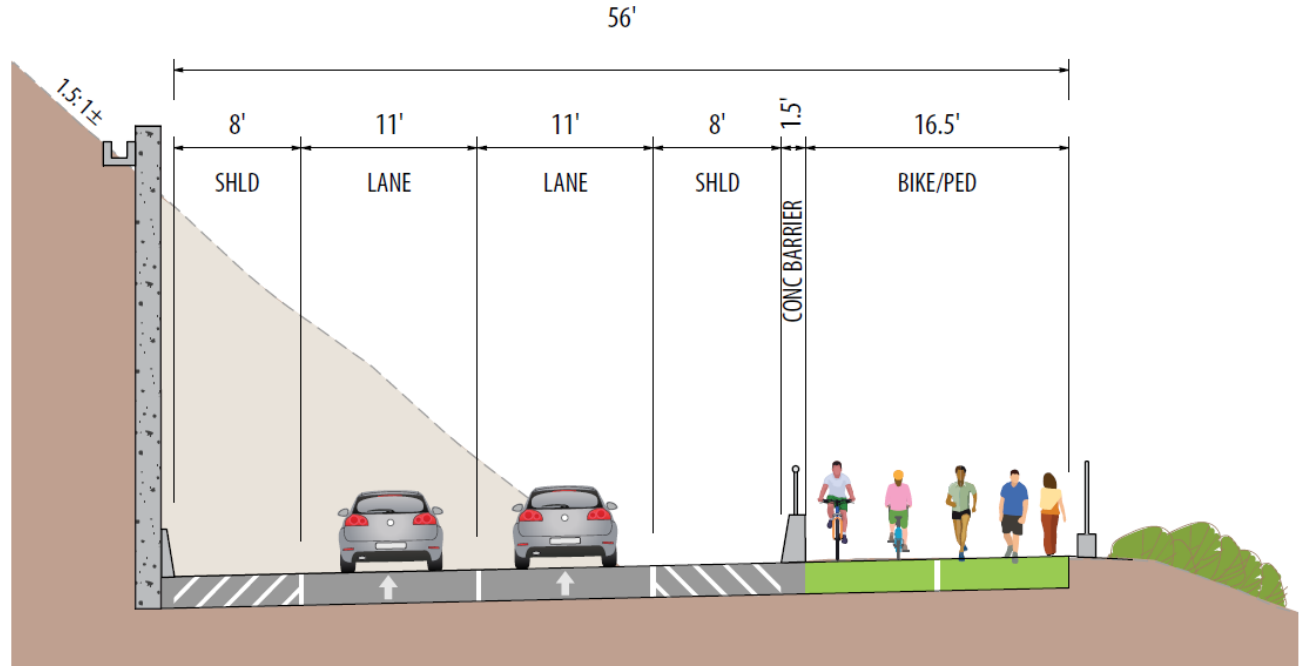 56'
1.5:1±
8'
11'
11'
8'
1.5'
16.5'
SHLD
LANE
LANE
SHLD
CONC BARRIER
BIKE/PED